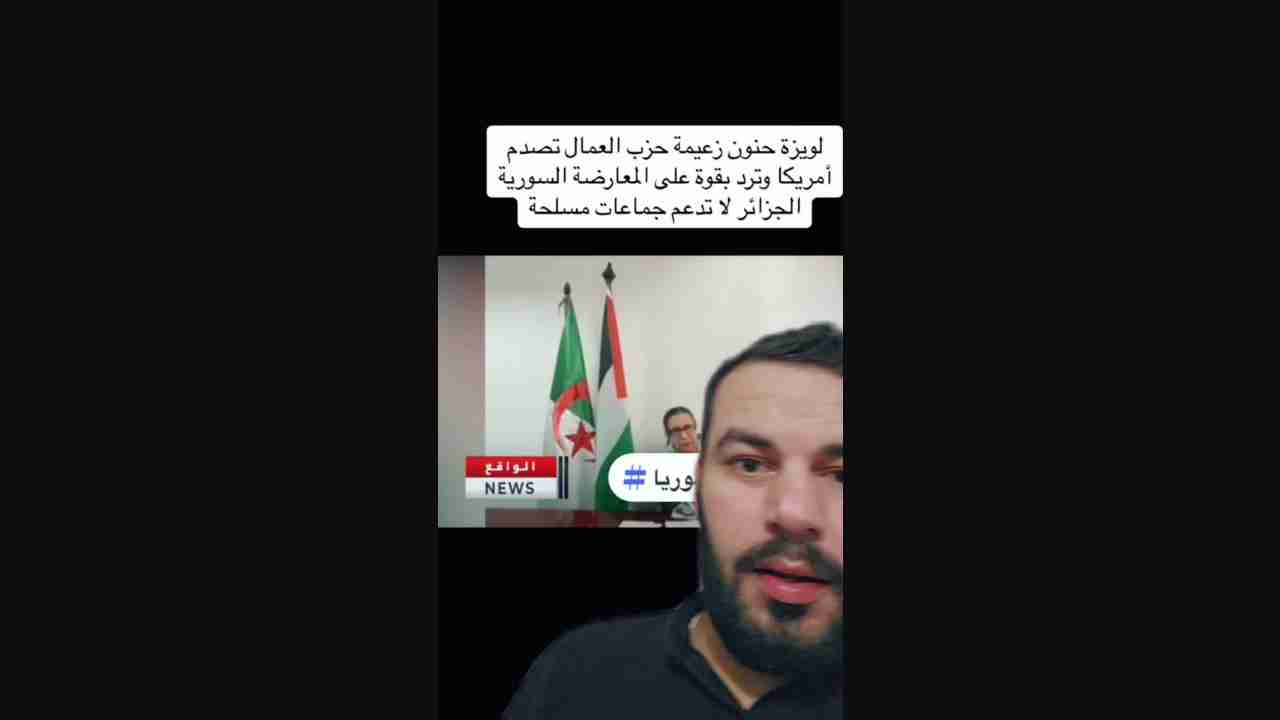 لويزة حنون زعيمة حزب العمال تصدم
أمريكا وترد بقوة على المعارضة السورية
الجزائر لا تدعم جماعات مسلحة
الواقع
NEWS
#